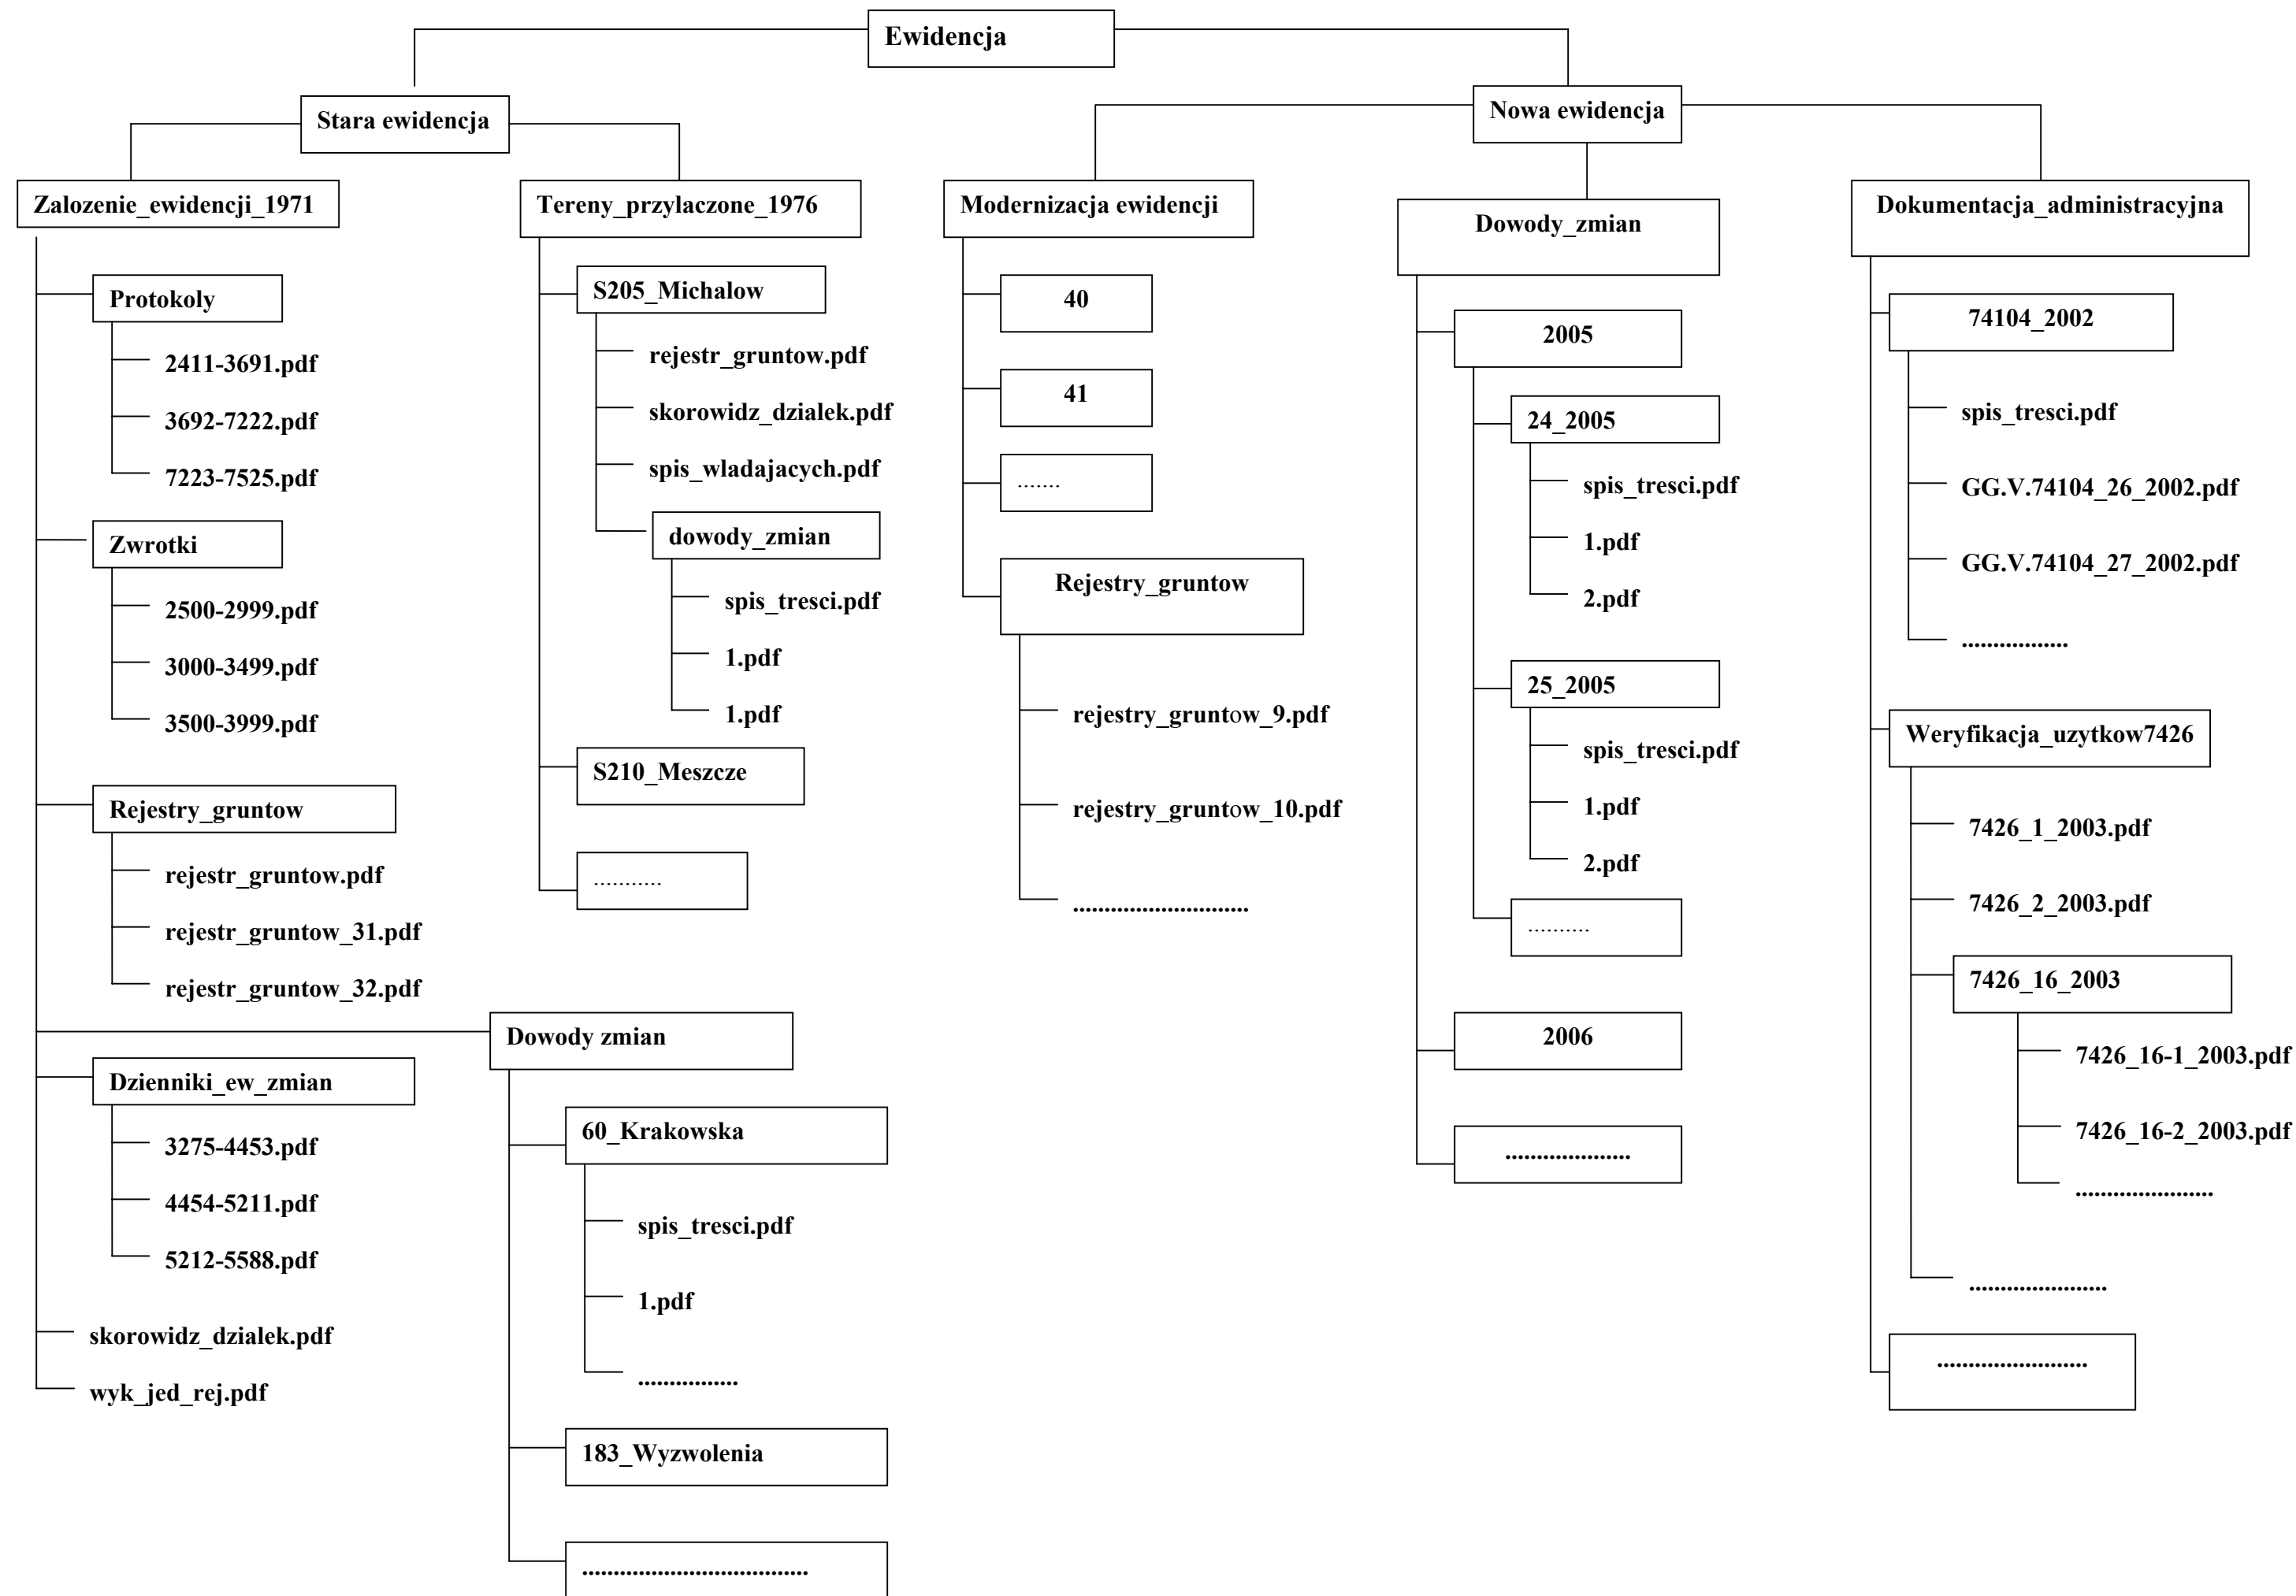 Ewidencja
Stara ewidencja
Nowa ewidencja
Zalozenie_ewidencji_1971
Protokoly
2411-3691.pdf
3692-7222.pdf
7223-7525.pdf
Zwrotki
2500-2999.pdf
3000-3499.pdf
3500-3999.pdf
Rejestry_gruntow
rejestr_gruntow.pdf
rejestr_gruntow_31.pdf
rejestr_gruntow_32.pdf
Dowody zmian
60_Krakowska
spis_tresci.pdf
1.pdf
................
183_Wyzwolenia
....................................
Dzienniki_ew_zmian
3275-4453.pdf
4454-5211.pdf
5212-5588.pdf
skorowidz_dzialek.pdf
wyk_jed_rej.pdf
Tereny_przylaczone_1976
S205_Michalow
rejestr_gruntow.pdf
skorowidz_dzialek.pdf
spis_wladajacych.pdf
dowody_zmian
spis_tresci.pdf
1.pdf
1.pdf
S210_Meszcze
...........
Modernizacja ewidencji
40
41
.......
Rejestry_gruntow
rejestry_gruntow_9.pdf
rejestry_gruntow_10.pdf
............................
Dowody_zmian
2005
24_2005
spis_tresci.pdf
1.pdf
2.pdf
25_2005
spis_tresci.pdf
1.pdf
2.pdf
..........
2006
....................
Dokumentacja_administracyjna
74104_2002
spis_tresci.pdf
GG.V.74104_26_2002.pdf
GG.V.74104_27_2002.pdf
.................
Weryfikacja_uzytkow7426
7426_1_2003.pdf
7426_2_2003.pdf
7426_16_2003
7426_16-1_2003.pdf
7426_16-2_2003.pdf
......................
......................
........................